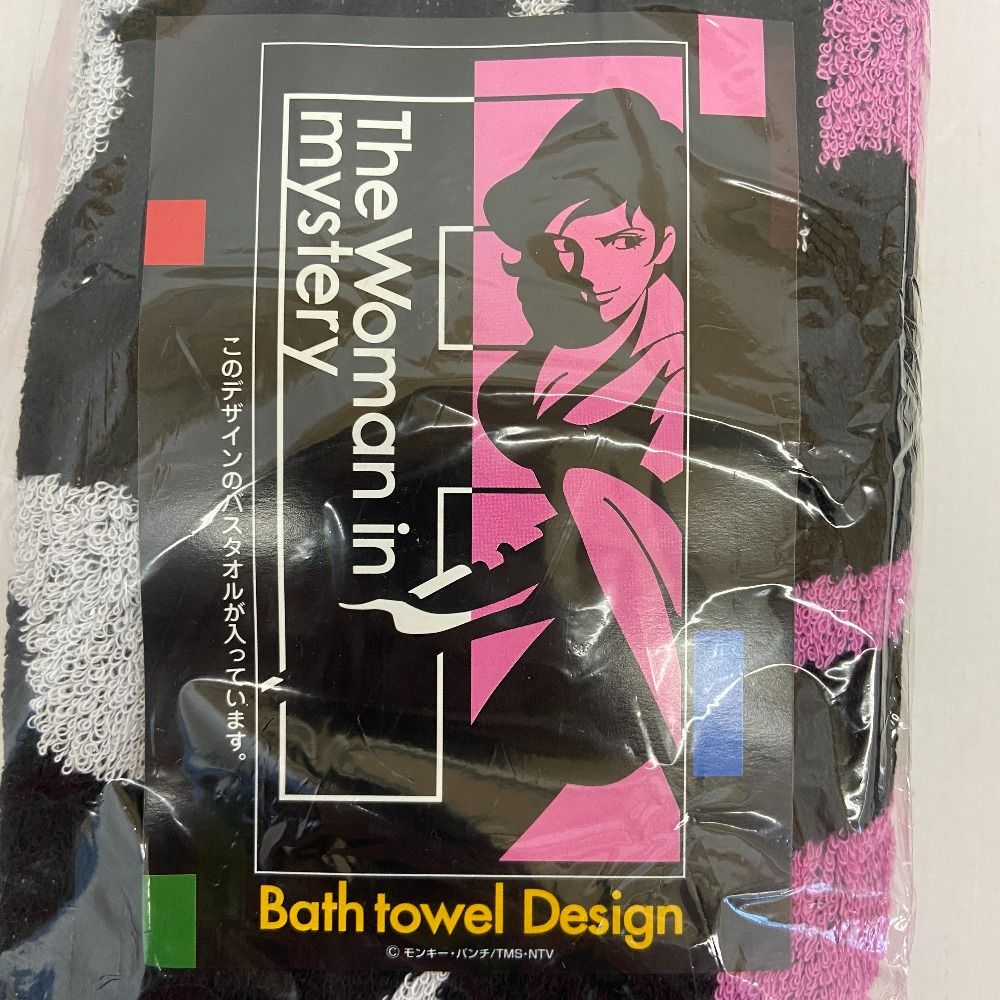 The Woman in
mystery
このデザインのバスタオルが入っています。
Bath towel Design
© モンキー・パンチ/TMS・NTV